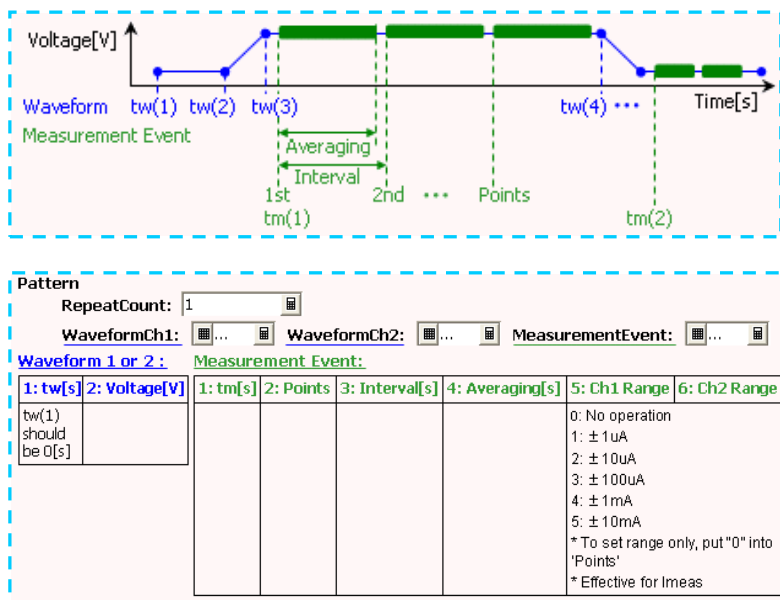 Voltage[V]
Waveform tw(1) tw(2) tw(3) tw(4) ••• Time[s]
Measurement Event
Averaging
Interval
1st 2nd ••• Points
tm(1) tm(2)
Pattern
RepeatCount: 1
WaveformCh1: ... WaveformCh2: ... MeasurementEvent: ...
Waveform 1 or 2 : Measurement Event:
1: tw[s] 2: Voltage[V] 1: tm[s] 2: Points 3: Interval[s] 4: Averaging[s] 5: Ch1 Range 6: Ch2 Range
tw(1)
should
be 0[s]
0: No operation
1: ±1uA
2: ±10uA
3: ±100uA
4: ±1mA
5: ±10mA
* To set range only, put "0" into
'Points'
* Effective for Imeas